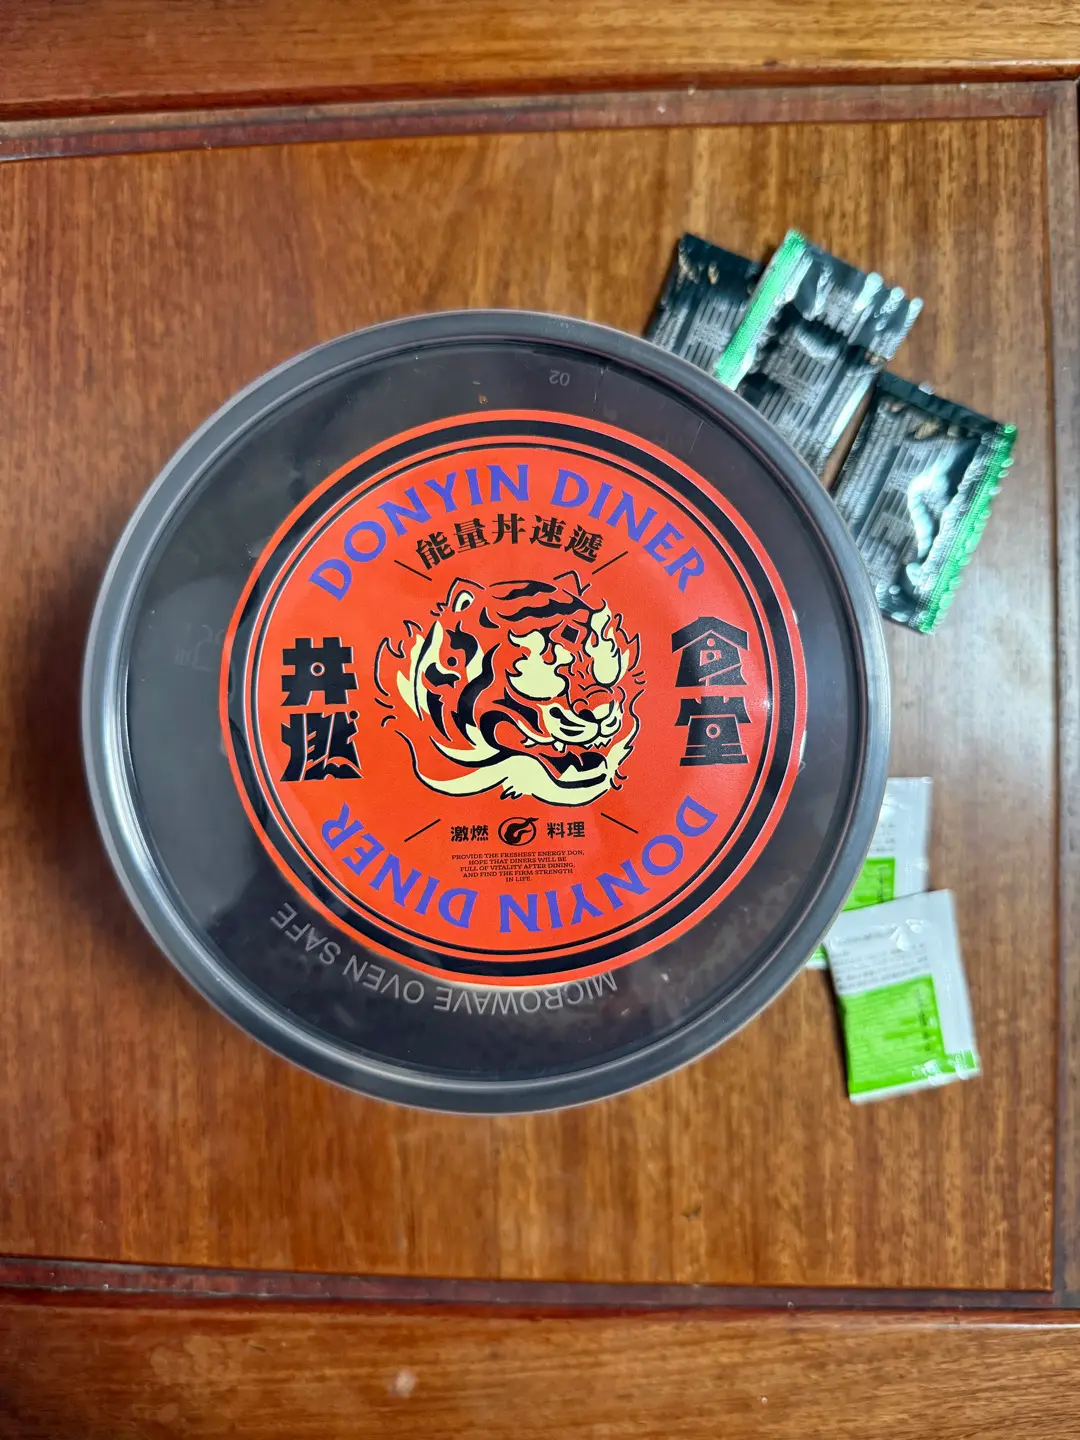 02
DONYIN DINER
能量丼速遞
丼燃
食堂
激燃 料理
PROVIDE THE FRESHEST ENERGY DON,
HOPE THAT DINERS WILL BE
FULL OF VITALITY AFTER DINING,
AND FIND THE FIRM STRENGTH
IN LIFE.
DONYIN DINER
MICROWAVE OVEN SAFE